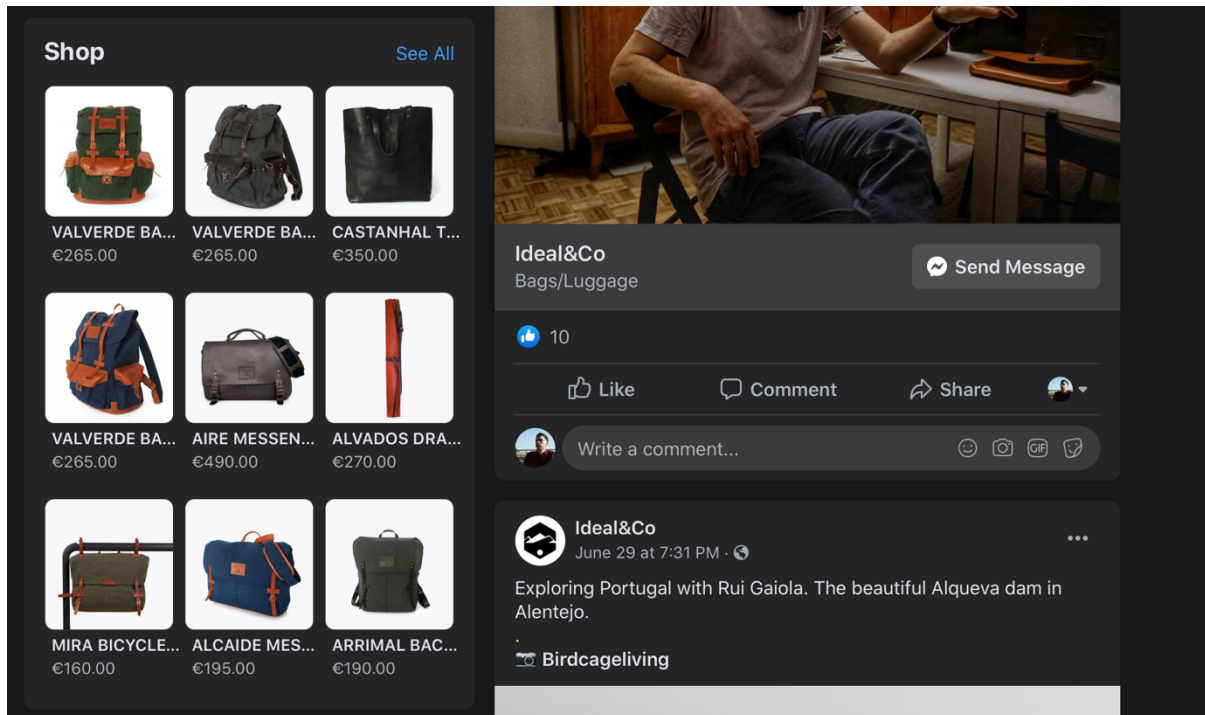 Shop
See All
VALVERDE BA...
€265.00
VALVERDE BA...
€265.00
CASTANHAL T...
€350.00
VALVERDE BA...
€265.00
AIRE MESSEN...
€490.00
ALVADOS DRA...
€270.00
MIRA BICYCLE...
€160.00
ALCAIDE MES...
€195.00
ARRIMAL BAC...
€190.00
Ideal&Co
Bags/Luggage
Send Message
10
Like
Comment
Share
Write a comment...
GIF
Ideal&Co
June 29 at 7:31 PM ·
Exploring Portugal with Rui Gaiola. The beautiful Alqueva dam in
Alentejo.
.
📷 Birdcageliving